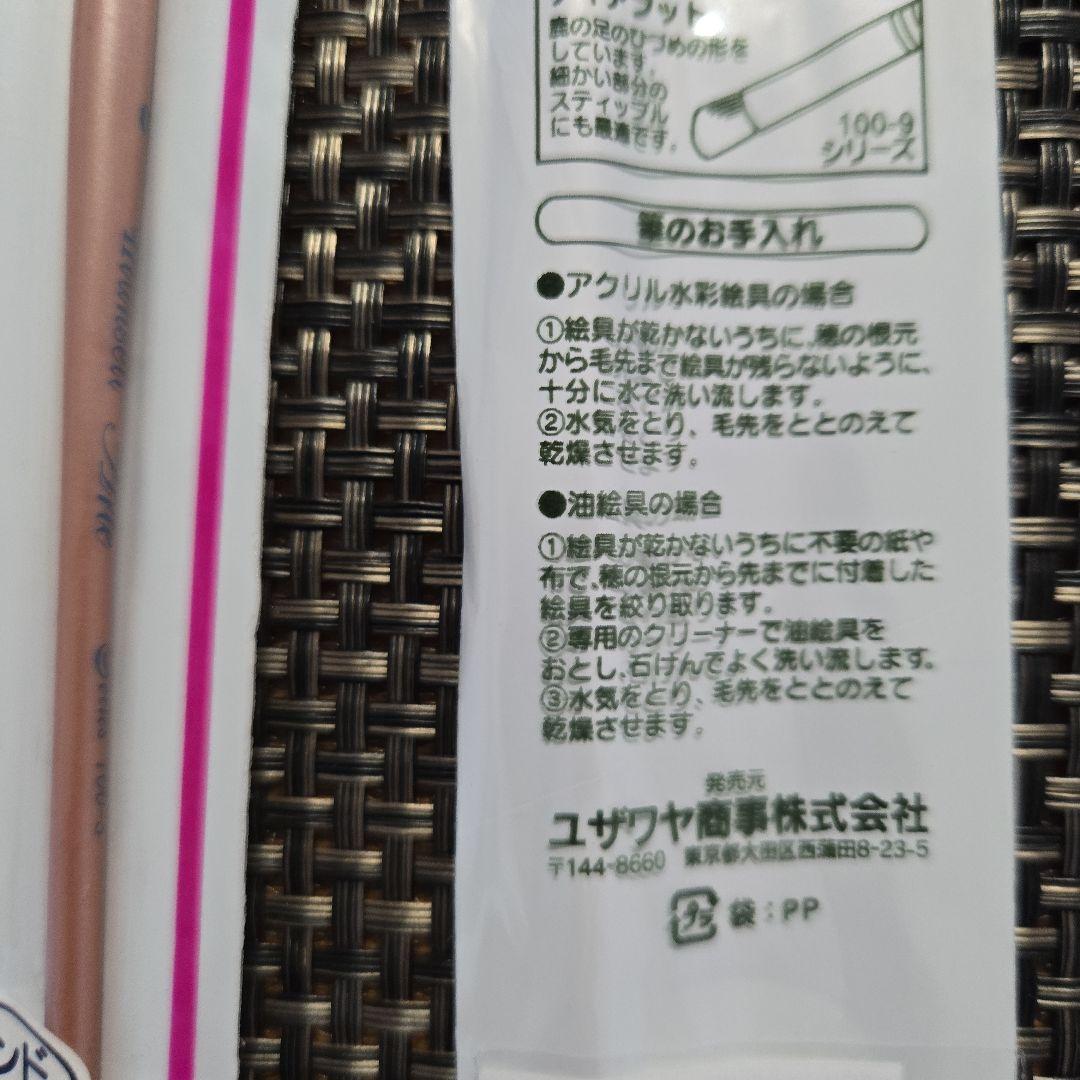 鹿の足のひづめの形を
しています。
細かい部分の
スティップル
にも最適です。
100-9
シリーズ
筆のお手入れ
●アクリル水彩絵具の場合
①絵具が乾かないうちに、穂の根元
から毛先まで絵具が残らないように、
十分に水で洗い流します。
②水気をとり、毛先をととのえて
乾燥させます。
●油絵具の場合
①絵具が乾かないうちに不要の紙や
布で、穂の根元から先までに付着した
絵具を絞り取ります。
②専用のクリーナーで油絵具を
おとし、石けんでよく洗い流します。
③水気をとり、毛先をととのえて
乾燥させます。
発売元
ユザワヤ商事株式会社
〒144-8660 東京都大田区西蒲田8-23-5
プラ 袋:PP
ンド